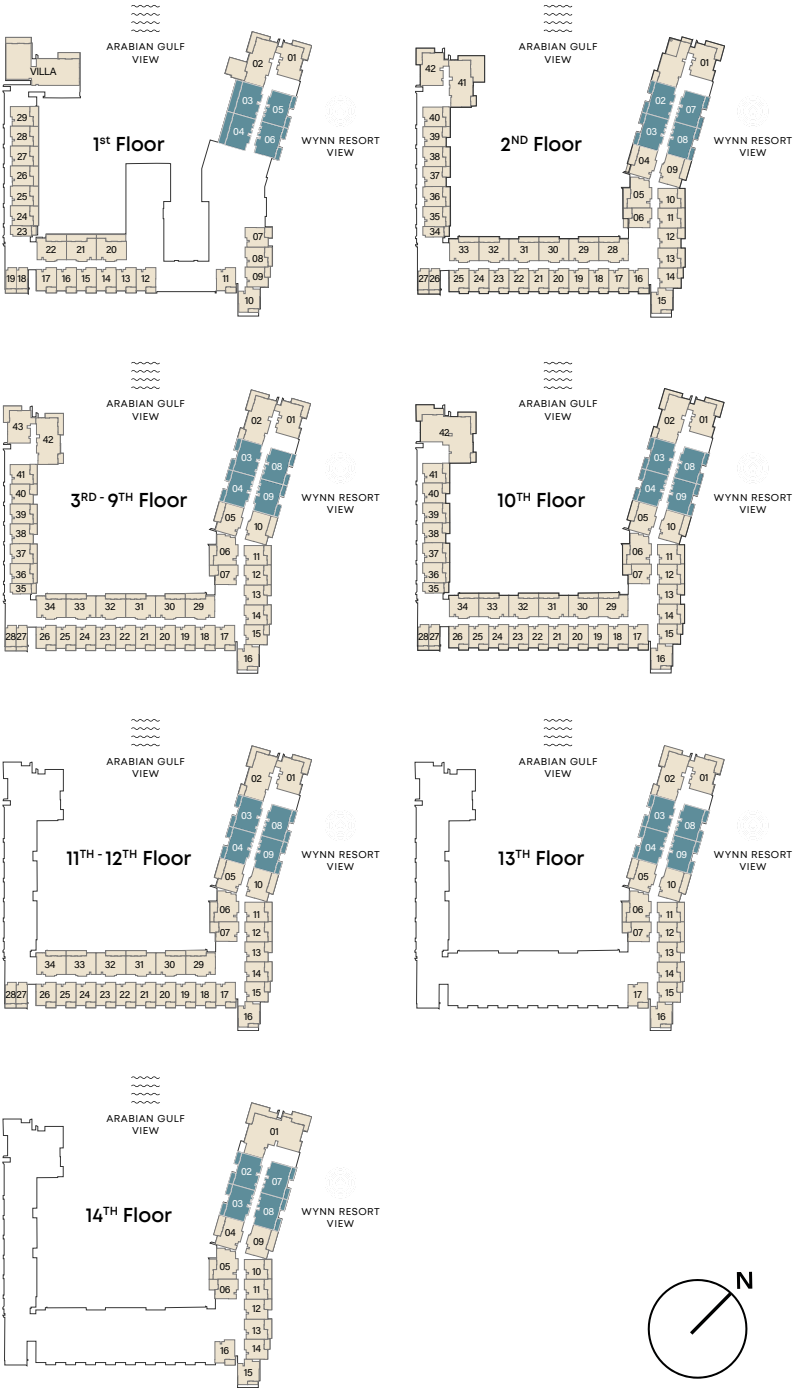 ARABIAN GULF
VIEW
VILLA
02
01
03
05
04
06
29
28
27
26
25
24
23
1st Floor
WYNN RESORT
VIEW
22 21 20
07
08
09
10
19 18 17 16 15 14 13 12 11
ARABIAN GULF
VIEW
42
41
01
02
07
03
08
04
09
40
39
38
37
36
35
34
2ND Floor
WYNN RESORT
VIEW
05
06
10
11
12
13
14
15
33 32 31 30 29 28
27 26 25 24 23 22 21 20 19 18 17 16
ARABIAN GULF
VIEW
43
42
02
01
03
08
04
09
05
10
41
40
39
38
37
36
35
3RD - 9TH Floor
WYNN RESORT
VIEW
06
07
11
12
13
14
15
16
34 33 32 31 30 29
28 27 26 25 24 23 22 21 20 19 18 17
ARABIAN GULF
VIEW
42
02
01
03
08
04
09
05
10
41
40
39
38
37
36
35
10TH Floor
WYNN RESORT
VIEW
06
07
11
12
13
14
15
16
34 33 32 31 30 29
28 27 26 25 24 23 22 21 20 19 18 17
ARABIAN GULF
VIEW
02
01
03
08
04
09
05
10
11TH - 12TH Floor
WYNN RESORT
VIEW
06
07
11
12
13
14
15
16
34 33 32 31 30 29
28 27 26 25 24 23 22 21 20 19 18 17
ARABIAN GULF
VIEW
02
01
03
08
04
09
05
10
13TH Floor
WYNN RESORT
VIEW
06
07
11
12
13
14
15
17
16
ARABIAN GULF
VIEW
01
02
07
03
08
04
09
14TH Floor
WYNN RESORT
VIEW
05
06
10
11
12
13
14
16
15
N